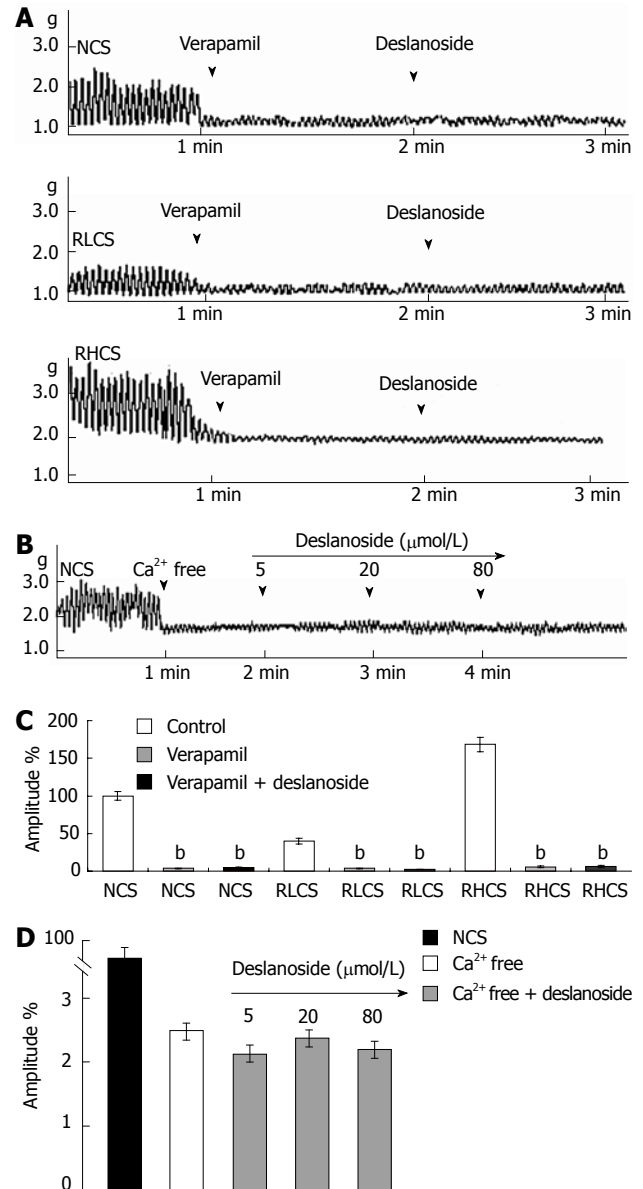 A
g
3.0
NCS
Verapamil
Deslanoside
2.0
1.0
1 min
2 min
3 min
g
3.0
Verapamil
Deslanoside
RLCS
2.0
1.0
1 min
2 min
3 min
g
RHCS
3.0
Verapamil
Deslanoside
2.0
1.0
1 min
2 min
3 min
B
Deslanoside (μmol/L)
g
NCS
Ca²⁺ free
5
20
80
3.0
2.0
1.0
1 min
2 min
3 min
4 min
C
200
150
100
50
0
Amplitude %
Control
Verapamil
Verapamil + deslanoside
b b b b b b
NCS NCS NCS RLCS RLCS RLCS RHCS RHCS RHCS
D
100
3
2
1
0
Amplitude %
Deslanoside (μmol/L)
5 20 80
NCS
Ca²⁺ free
Ca²⁺ free + deslanoside